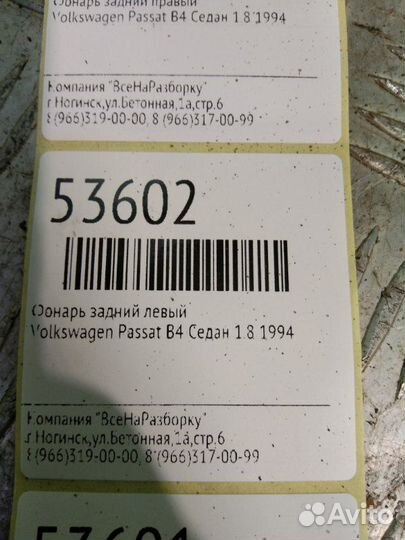 Фонарь задний правый
Volkswagen Passat B4 Седан 1.8 1994
Компания "ВсеНаРазборку"
г.Ногинск,ул.Бетонная,1а,стр.6
8(966)319-00-00, 8 (966)317-00-99
53602
Фонарь задний левый
Volkswagen Passat B4 Седан 1.8 1994
Компания "ВсеНаРазборку"
г.Ногинск,ул.Бетонная,1а,стр.6
8(966)319-00-00, 8 (966)317-00-99
53601
Avito